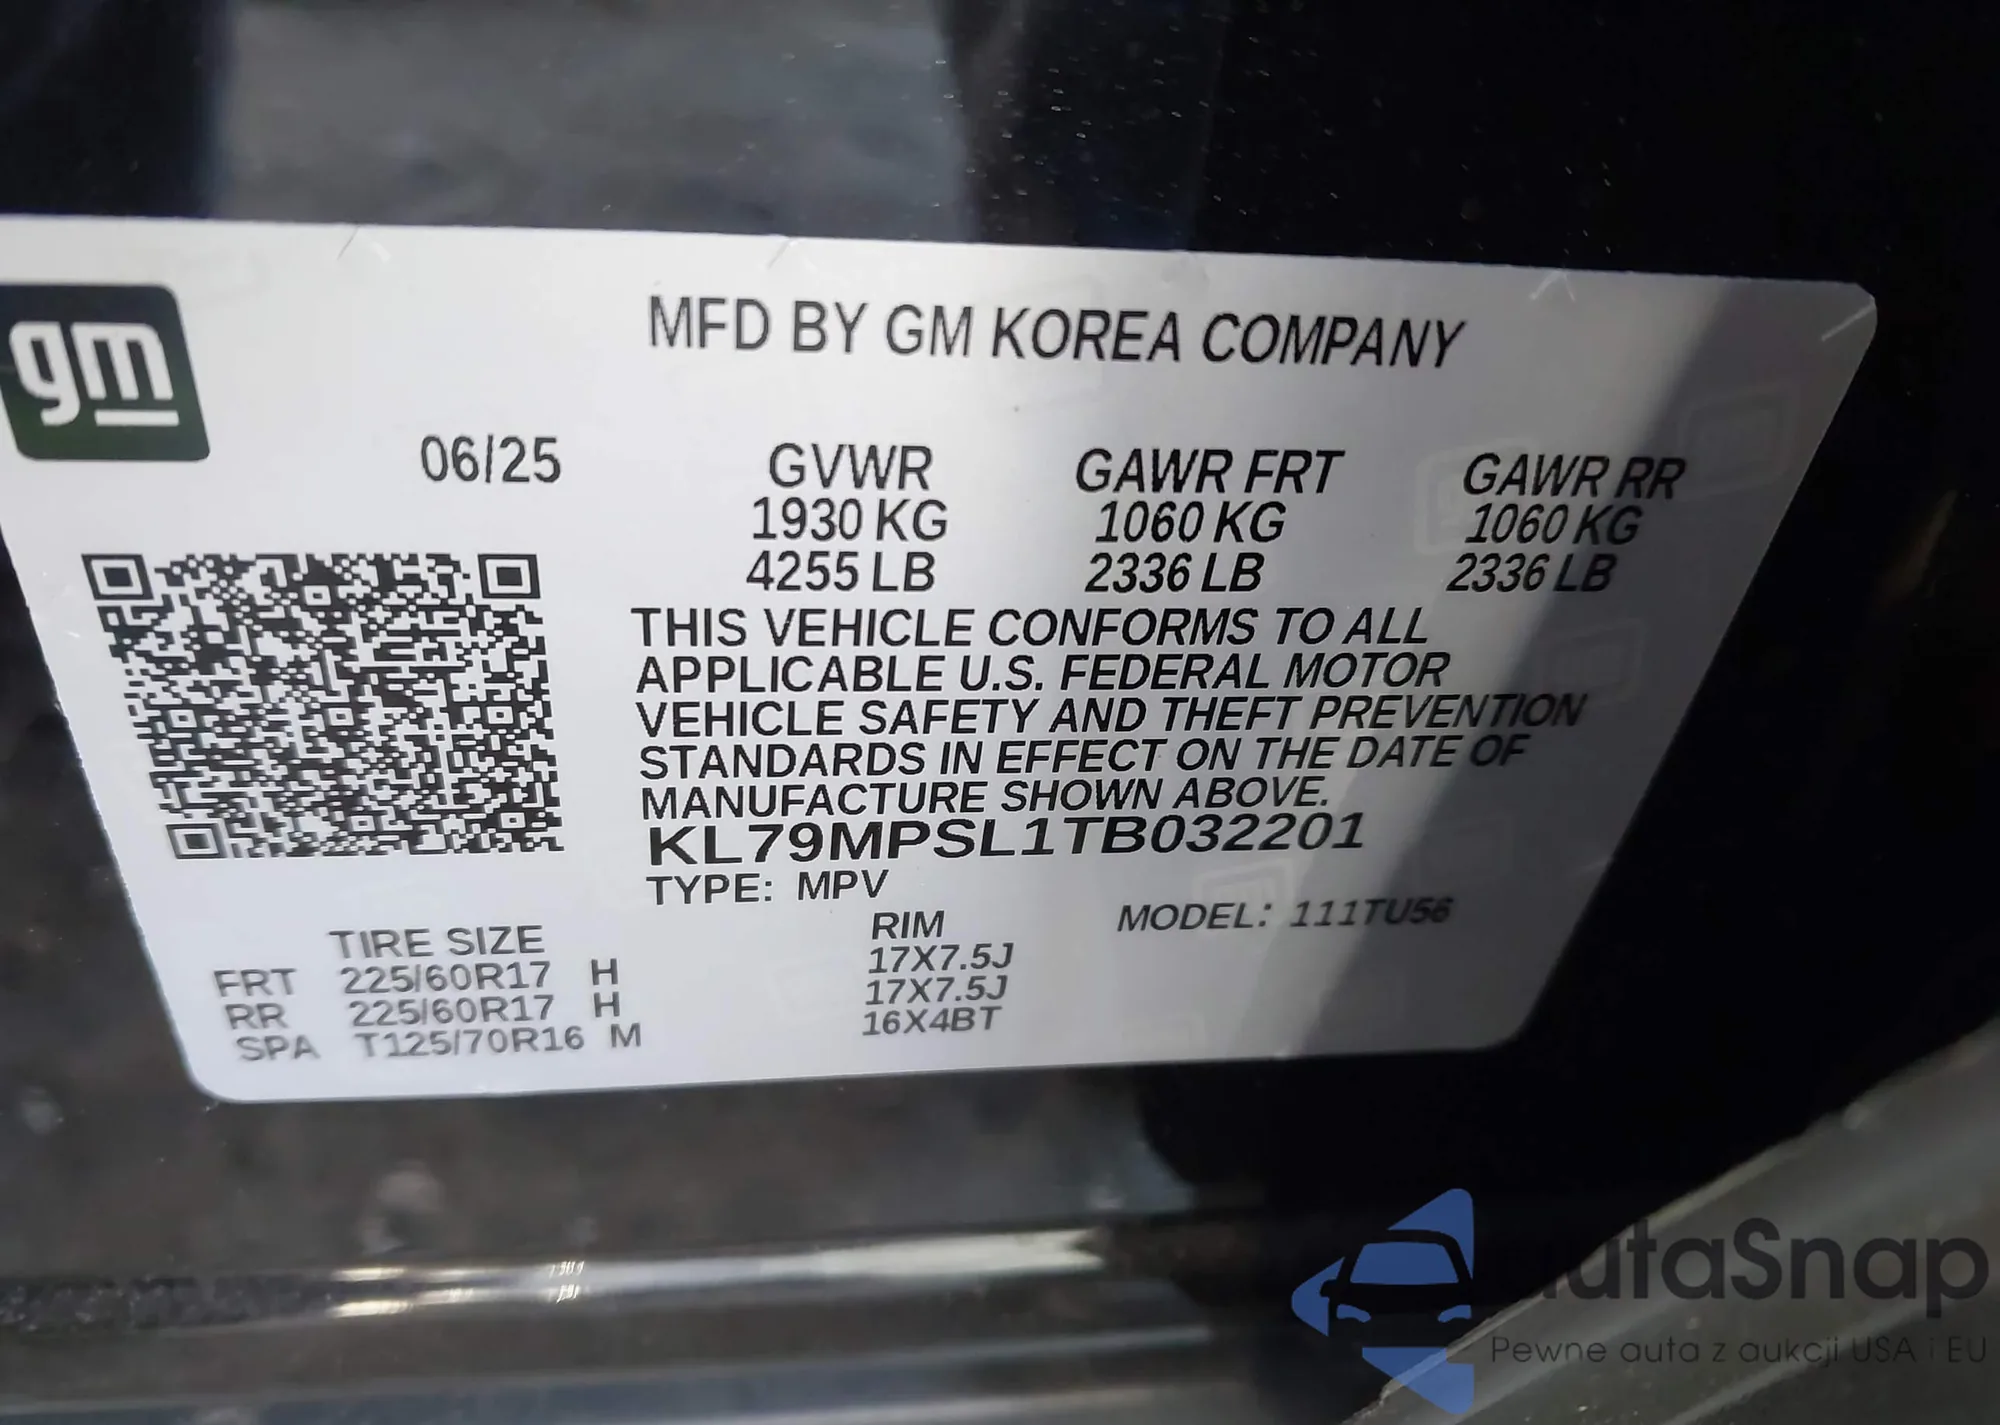 gm
MFD BY GM KOREA COMPANY
06/25
GVWR GAWR FRT GAWR RR
1930 KG 1060 KG 1060 KG
4255 LB 2336 LB 2336 LB
THIS VEHICLE CONFORMS TO ALL
APPLICABLE U.S. FEDERAL MOTOR
VEHICLE SAFETY AND THEFT PREVENTION
STANDARDS IN EFFECT ON THE DATE OF
MANUFACTURE SHOWN ABOVE.
KL79MPSL1TB032201
TYPE: MPV MODEL: 111TU56
TIRE SIZE RIM
FRT 225/60R17 H 17X7.5J
RR 225/60R17 H 17X7.5J
SPA T125/70R16 M 16X4BT
AutaSnap
Pewne auta z aukcji USA i EU